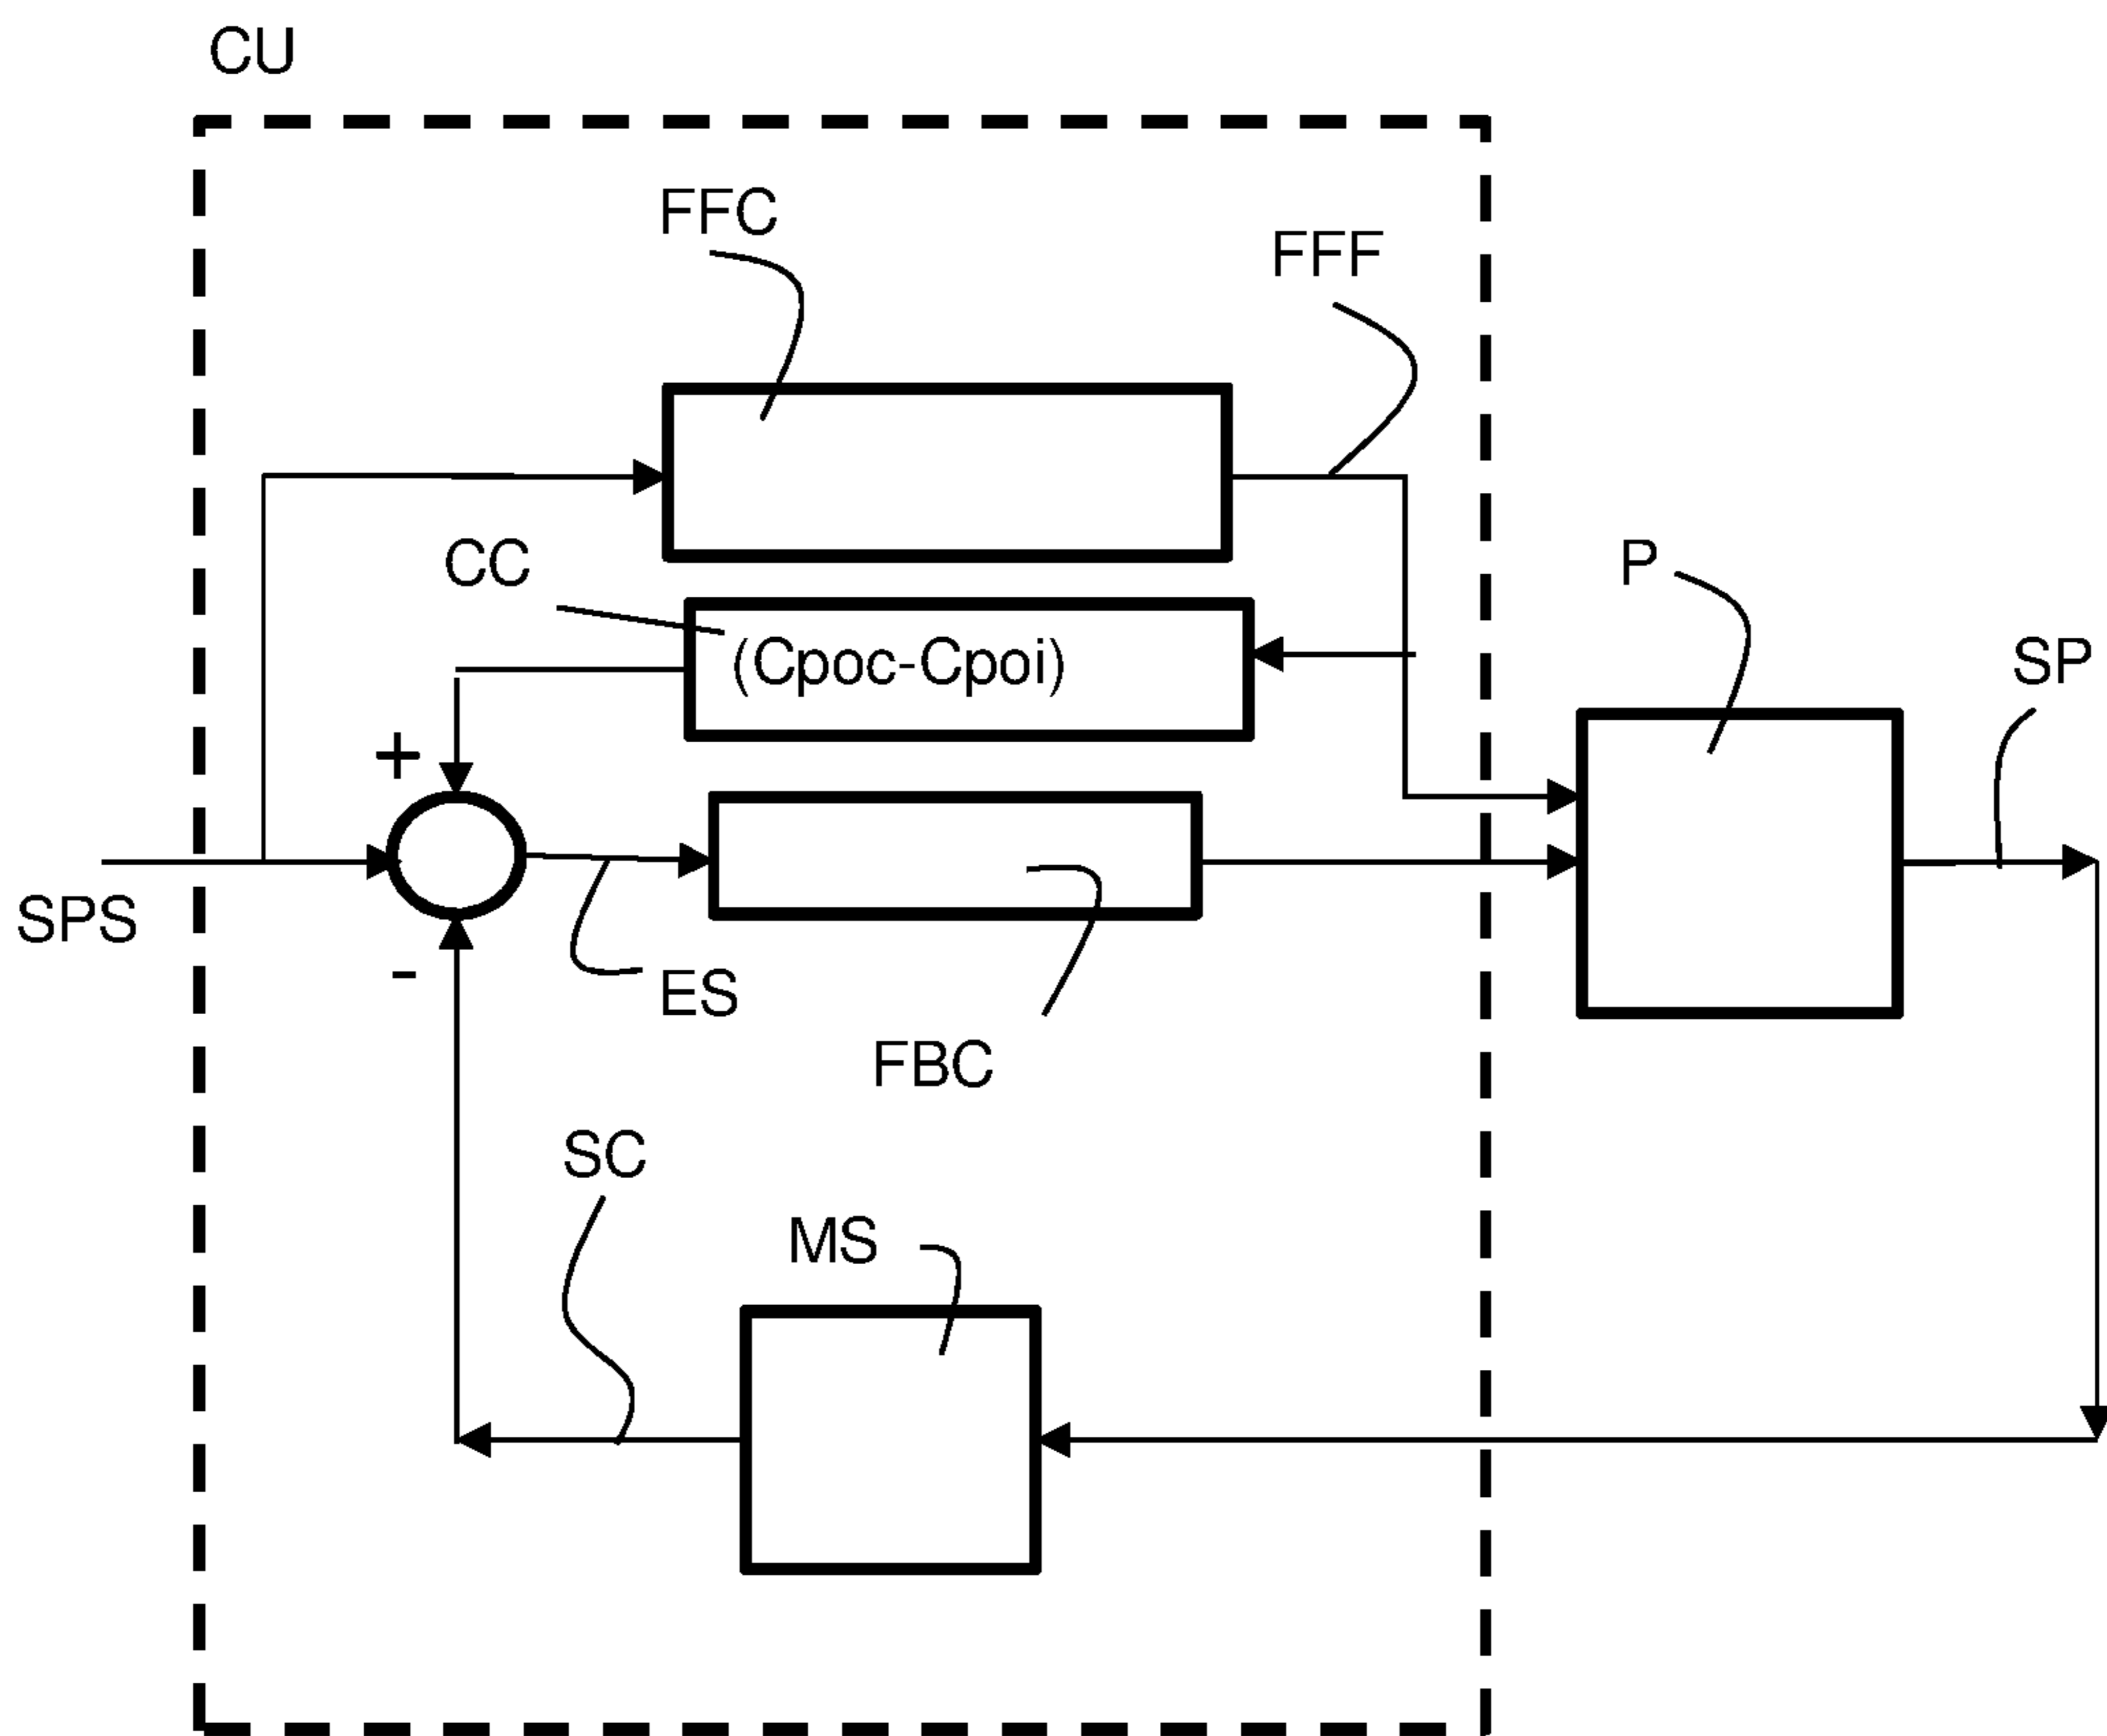 CU
FFC
FFF
CC
P
(Cpoc-Cpoi)
SP
+
SPS
-
ES
FBC
SC
MS